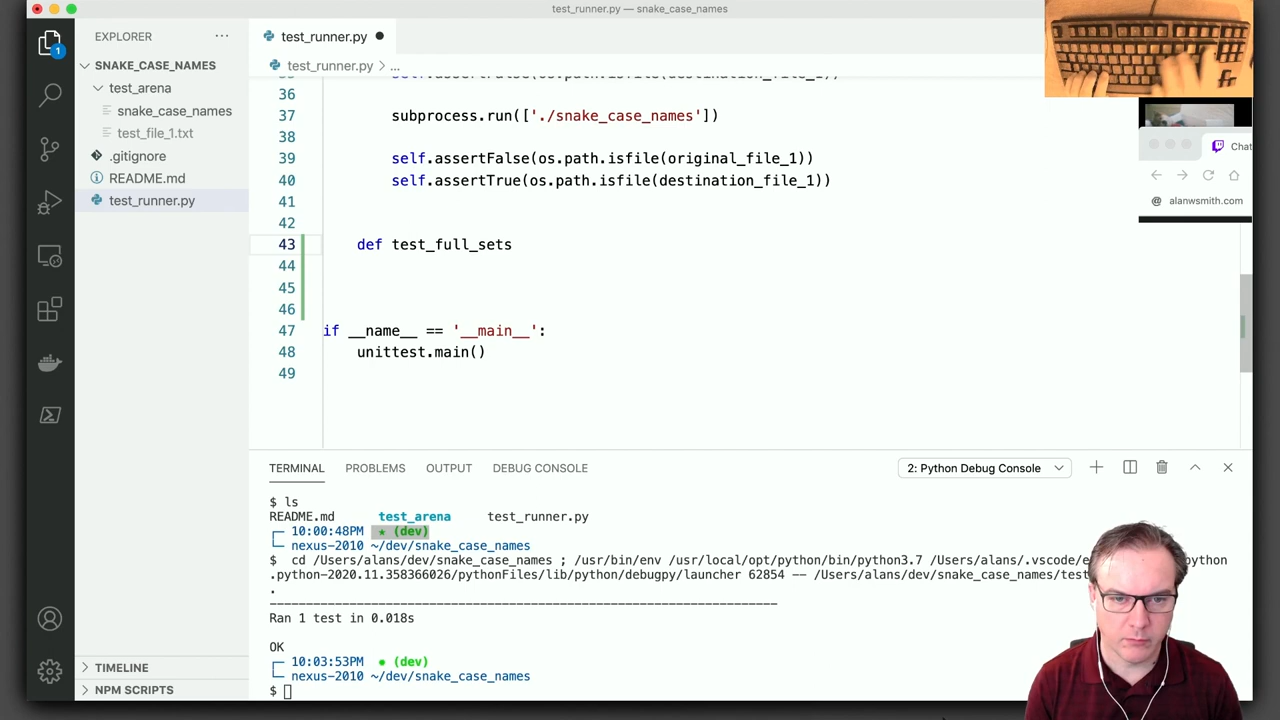 test_runner.py — snake_case_names
EXPLORER ...
test_runner.py
1
SNAKE_CASE_NAMES
test_runner.py > ...
test_arena
snake_case_names
test_file_1.txt
.gitignore
README.md
test_runner.py
36
37 subprocess.run(['./snake_case_names'])
38
39 self.assertFalse(os.path.isfile(original_file_1))
40 self.assertTrue(os.path.isfile(destination_file_1))
41
42
43 def test_full_sets
44
45
46
47 if __name__ == '__main__':
48 unittest.main()
49
Chat
@ alanwsmith.com
TERMINAL PROBLEMS OUTPUT DEBUG CONSOLE 2: Python Debug Console
$ ls
README.md test_arena test_runner.py
10:00:48PM ★ (dev)
nexus-2010 ~/dev/snake_case_names
$ cd /Users/alans/dev/snake_case_names ; /usr/bin/env /usr/local/opt/python/bin/python3.7 /Users/alans/.vscode/e ython
.python-2020.11.358366026/pythonFiles/lib/python/debugpy/launcher 62854 -- /Users/alans/dev/snake_case_names/test
.
----------------------------------------------------------------------
Ran 1 test in 0.018s
OK
10:03:53PM ● (dev)
nexus-2010 ~/dev/snake_case_names
$
TIMELINE
NPM SCRIPTS